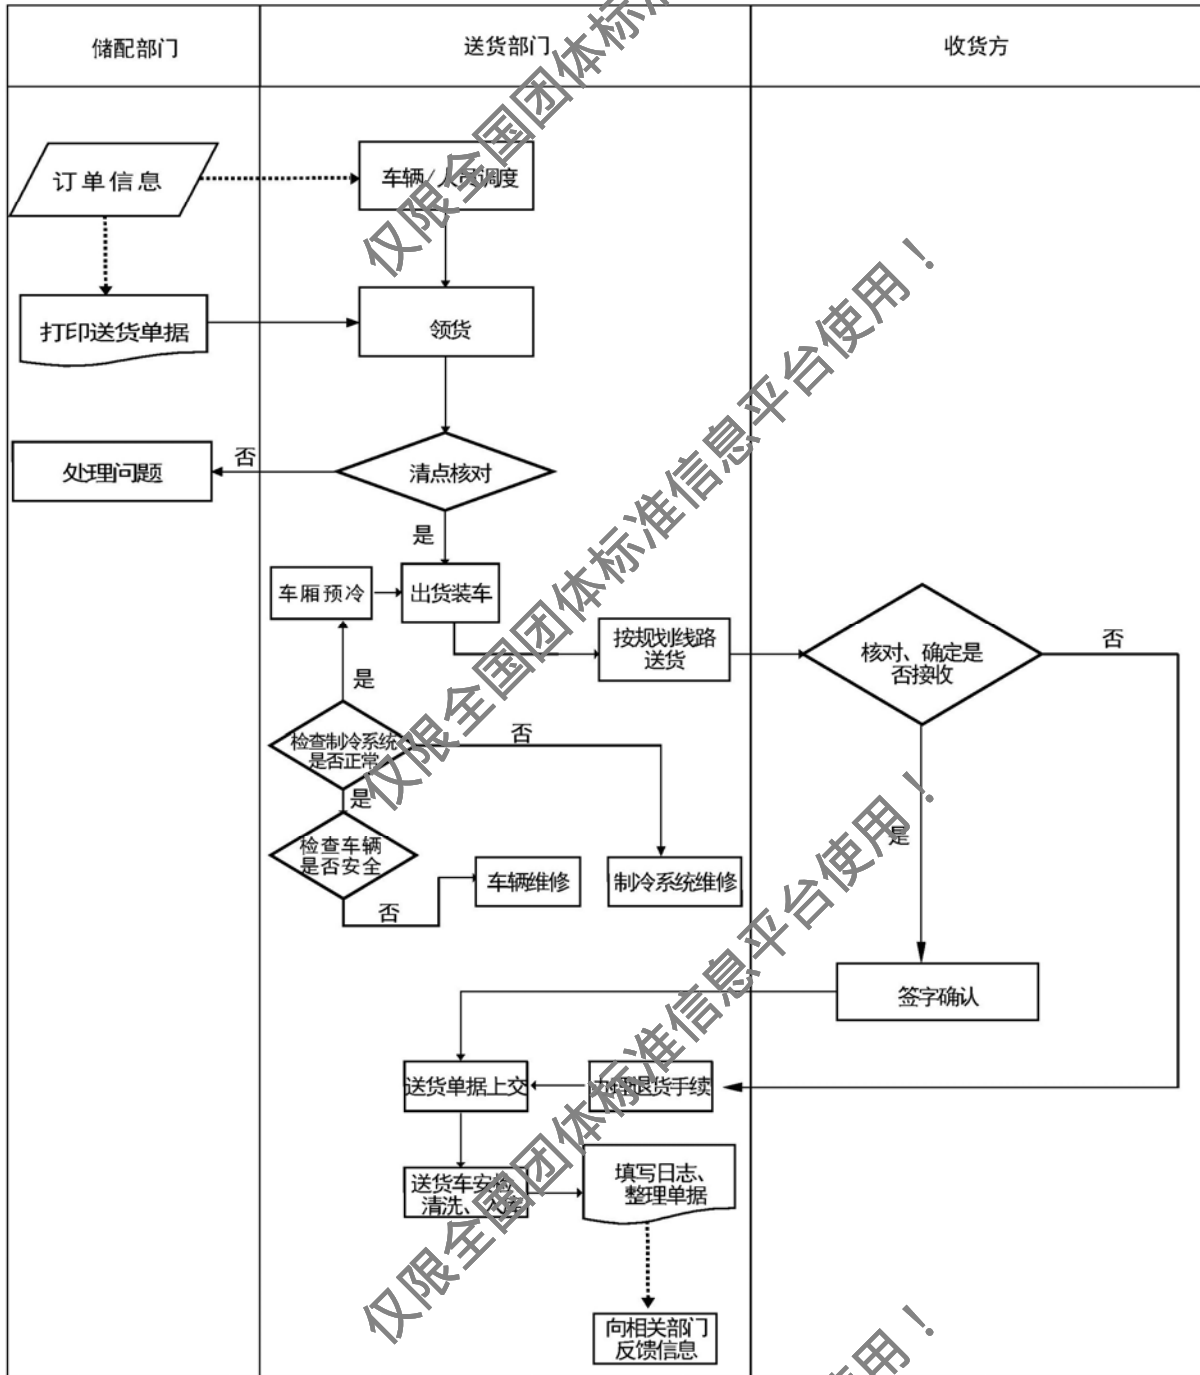 储配部门
送货部门
收货方
订单信息
车辆/人员调度
打印送货单据
领货
处理问题
否
清点核对
是
车厢预冷
出货装车
按规划线路
送货
核对、确定是
否接收
否
是
检查制冷系统
是否正常
否
是
检查车辆
是否安全
否
车辆维修
制冷系统维修
是
签字确认
送货单据上交
办理退货手续
送货车安检
清洗、
填写日志、
整理单据
向相关部门
反馈信息
仅限全国团体标准
仅限全国团体标准信息平台使用！
仅限全国团体标准信息平台使用！
使用！